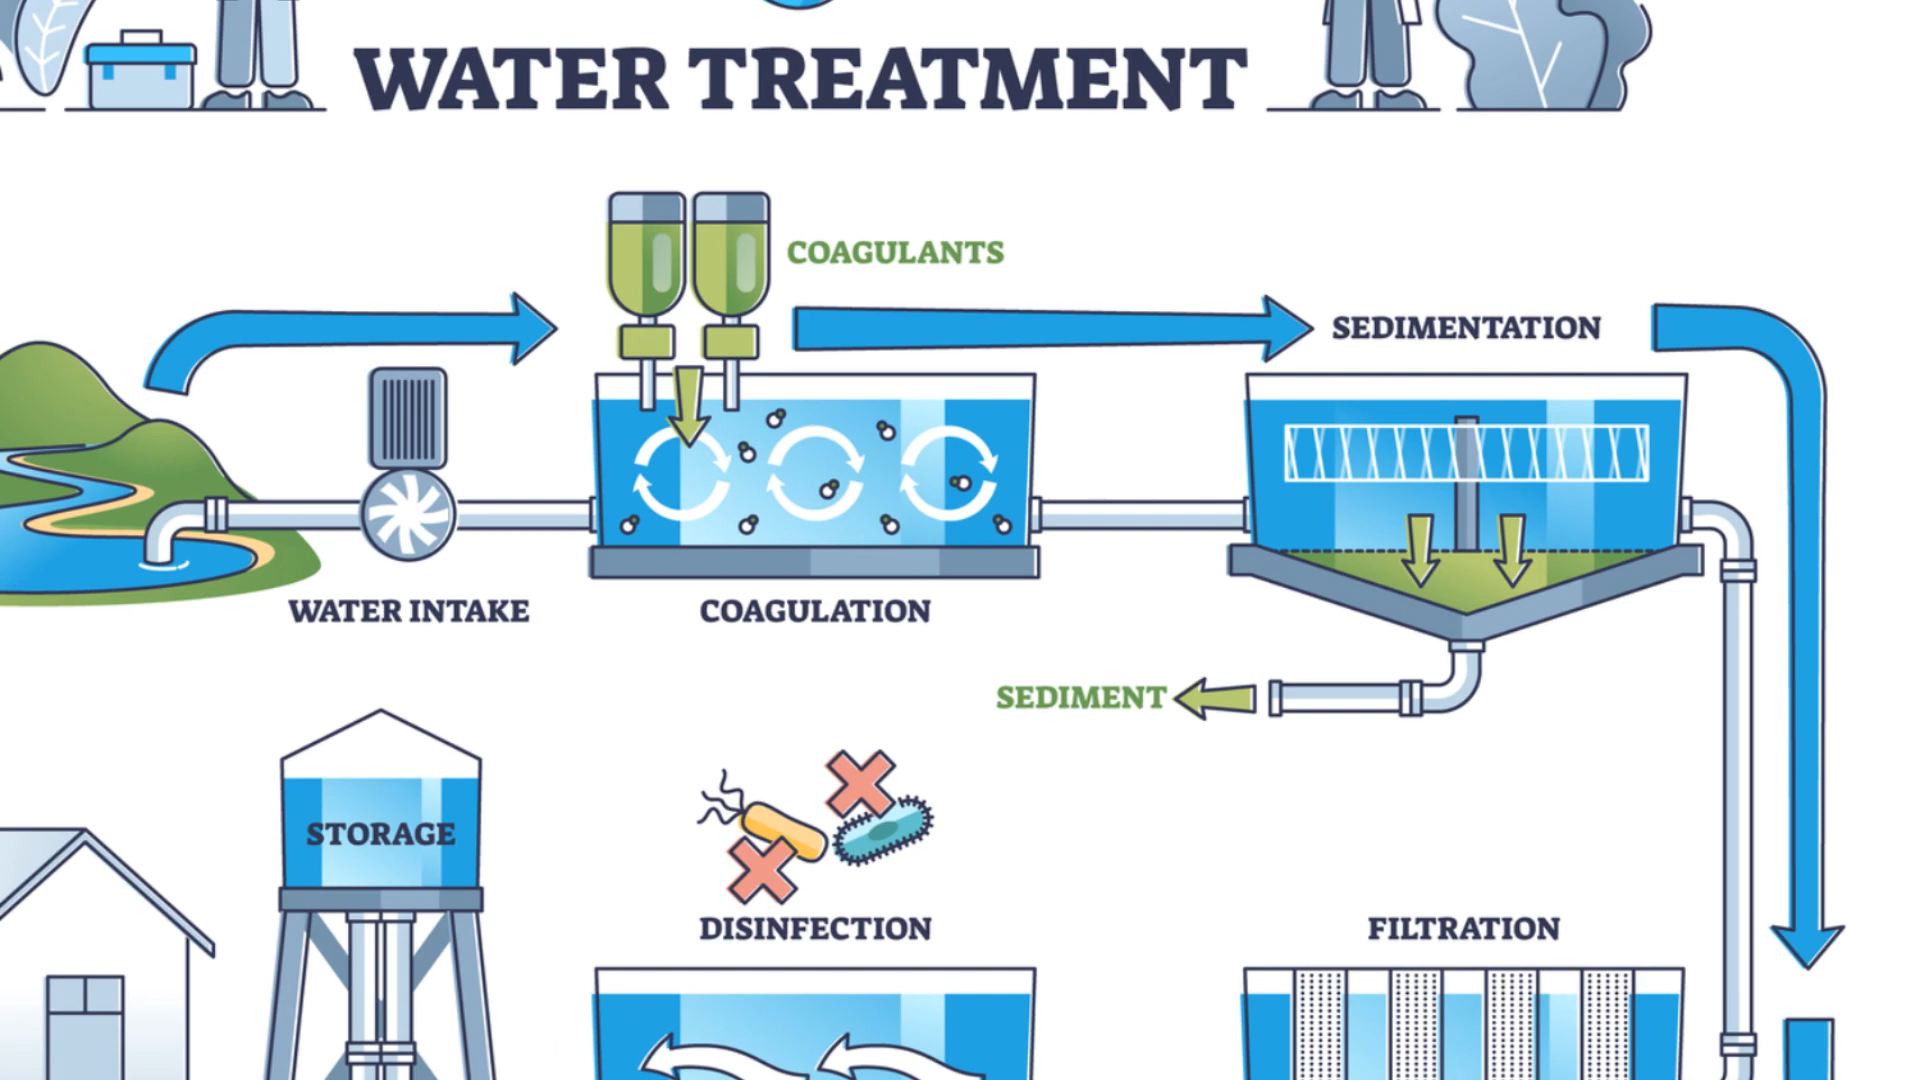 WATER TREATMENT
COAGULANTS
SEDIMENTATION
WATER INTAKE
COAGULATION
SEDIMENT
STORAGE
DISINFECTION
FILTRATION